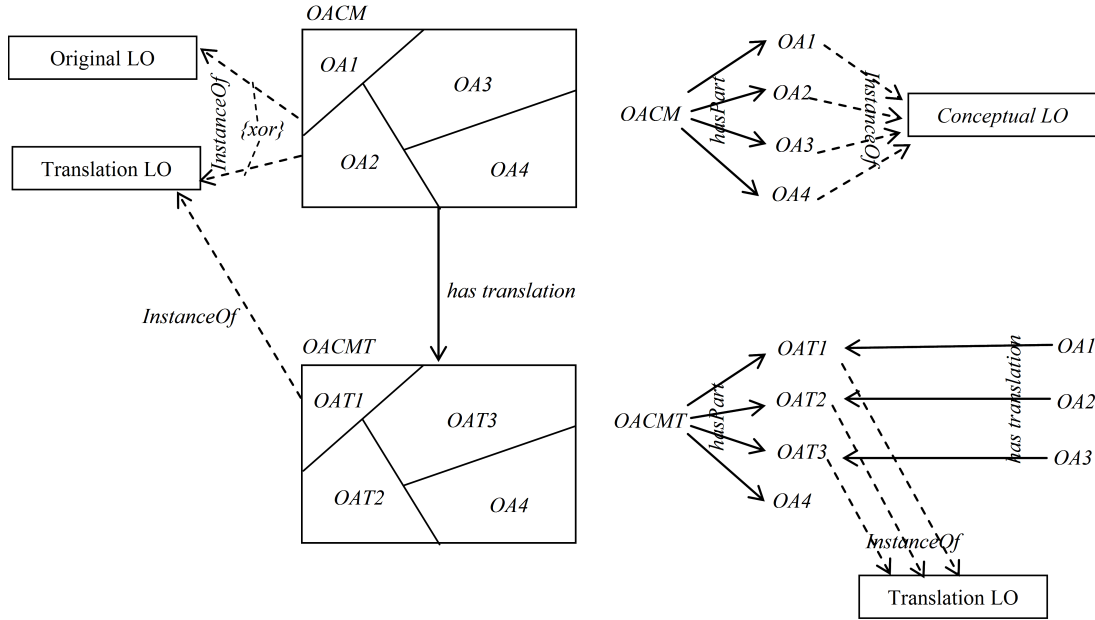 OACM
Original LO
InstanceOf
{xor}
Translation LO
OA1
OA3
OA2
OA4
has translation
InstanceOf
OACMT
OAT1
OAT3
OAT2
OA4
OACM
hasPart
OA1
OA2
OA3
OA4
InstanceOf
Conceptual LO
OACMT
hasPart
OAT1
OAT2
OAT3
OA4
has translation
OA1
OA2
OA3
InstanceOf
Translation LO